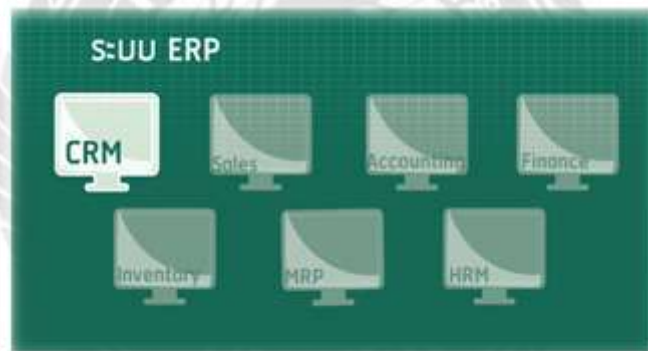 ระบบ ERP
CRM
Sales
Accounting
Finance
Inventory
MRP
HRM